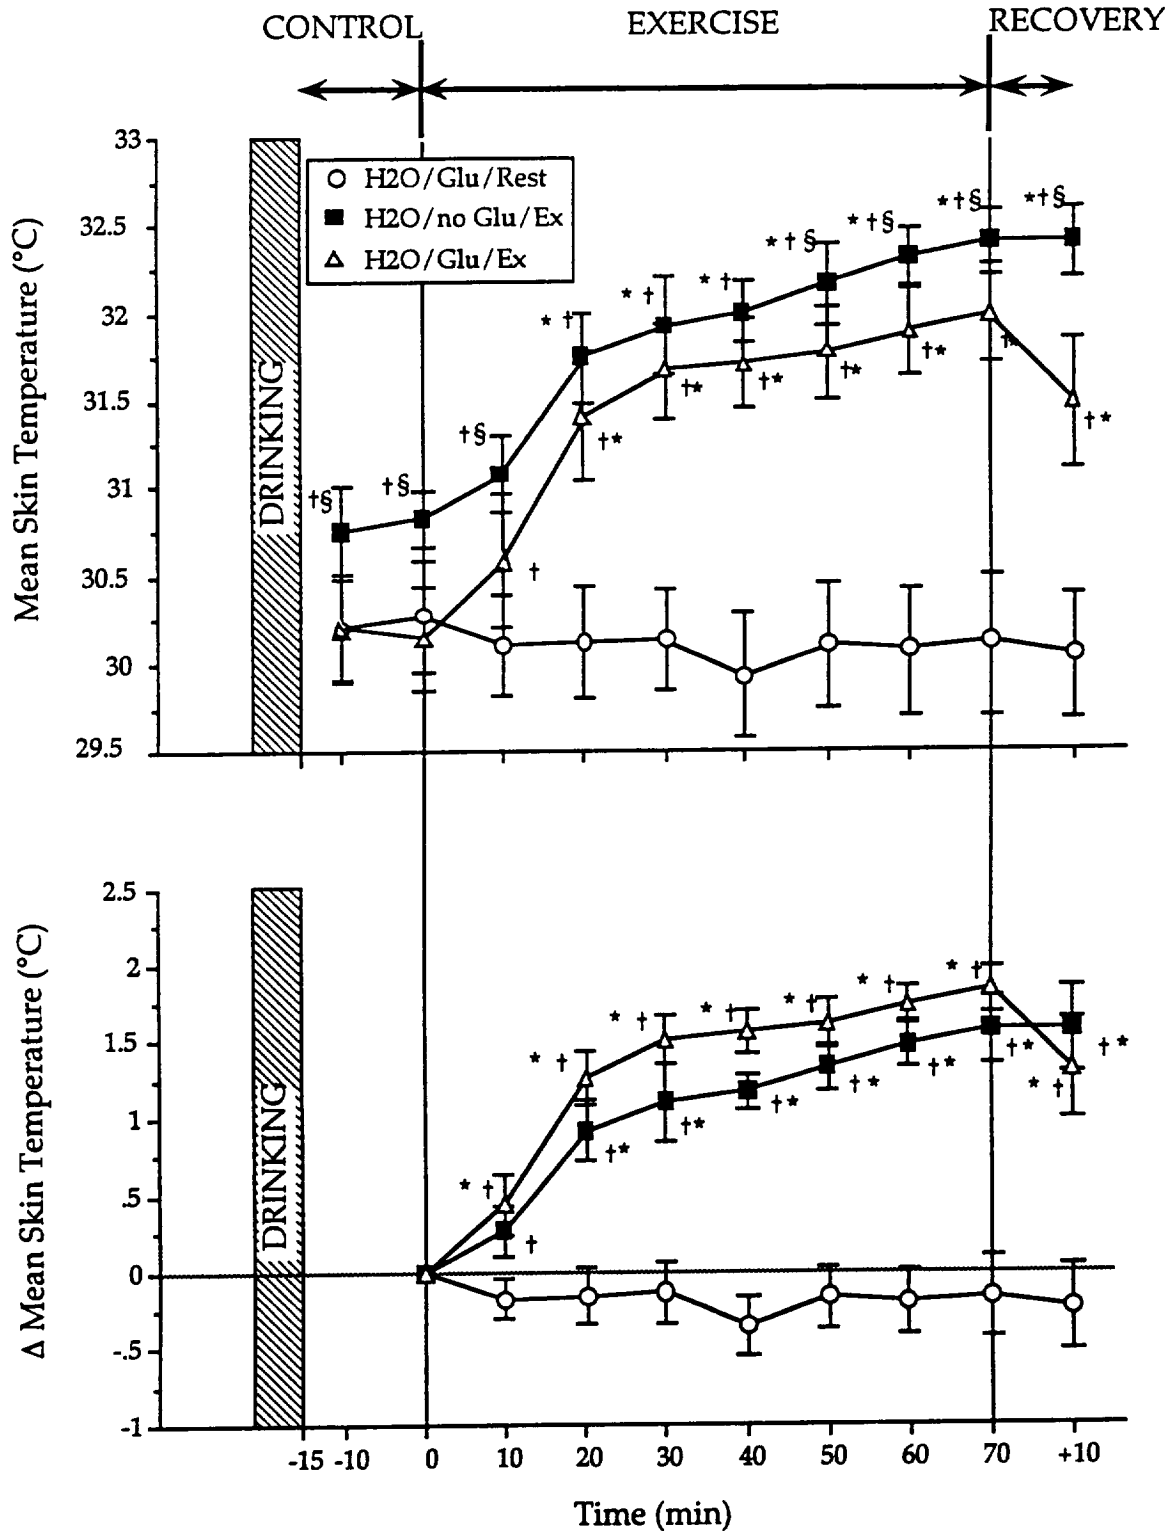 CONTROL EXERCISE RECOVERY
33
32.5
32
31.5
31
30.5
30
29.5
Mean Skin Temperature (°C)
DRINKING
H2O/Glu/Rest
H2O/no Glu/Ex
H2O/Glu/Ex
†§ †§ †§ * † * † * † * † § * † § * † § * † §
† †* †* †* †* †* †* †*
2.5
2
1.5
1
.5
0
-.5
-1
Δ Mean Skin Temperature (°C)
DRINKING
* † * † * † * † * † * † * † * †
† †* †* †* †* †* †* †*
-15 -10 0 10 20 30 40 50 60 70 +10
Time (min)